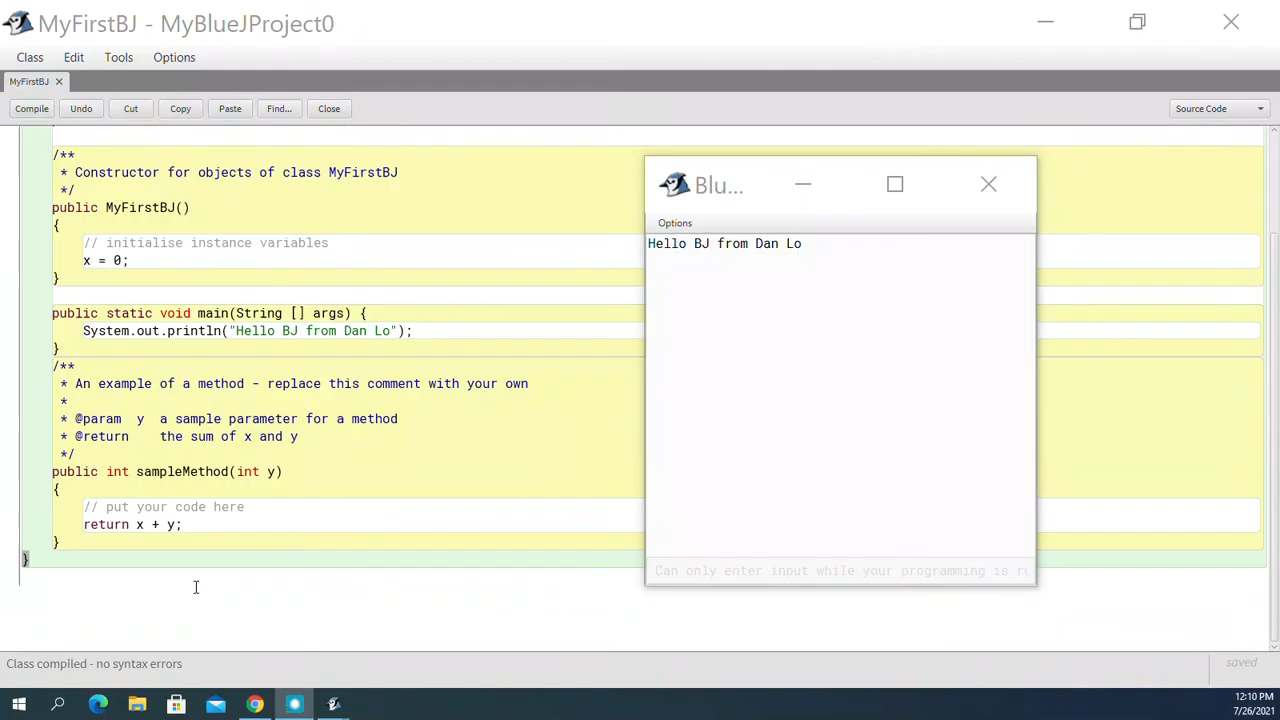 MyFirstBJ - MyBlueJProject0
Class Edit Tools Options
MyFirstBJ ×
Compile Undo Cut Copy Paste Find... Close Source Code
/**
* Constructor for objects of class MyFirstBJ
*/
public MyFirstBJ()
{
// initialise instance variables
x = 0;
}
public static void main(String [] args) {
System.out.println("Hello BJ from Dan Lo");
}
/**
* An example of a method - replace this comment with your own
*
* @param y a sample parameter for a method
* @return the sum of x and y
*/
public int sampleMethod(int y)
{
// put your code here
return x + y;
}
}
Blu...
Options
Hello BJ from Dan Lo
Can only enter input while your programming is ru
Class compiled - no syntax errors
saved
12:10 PM
7/26/2021